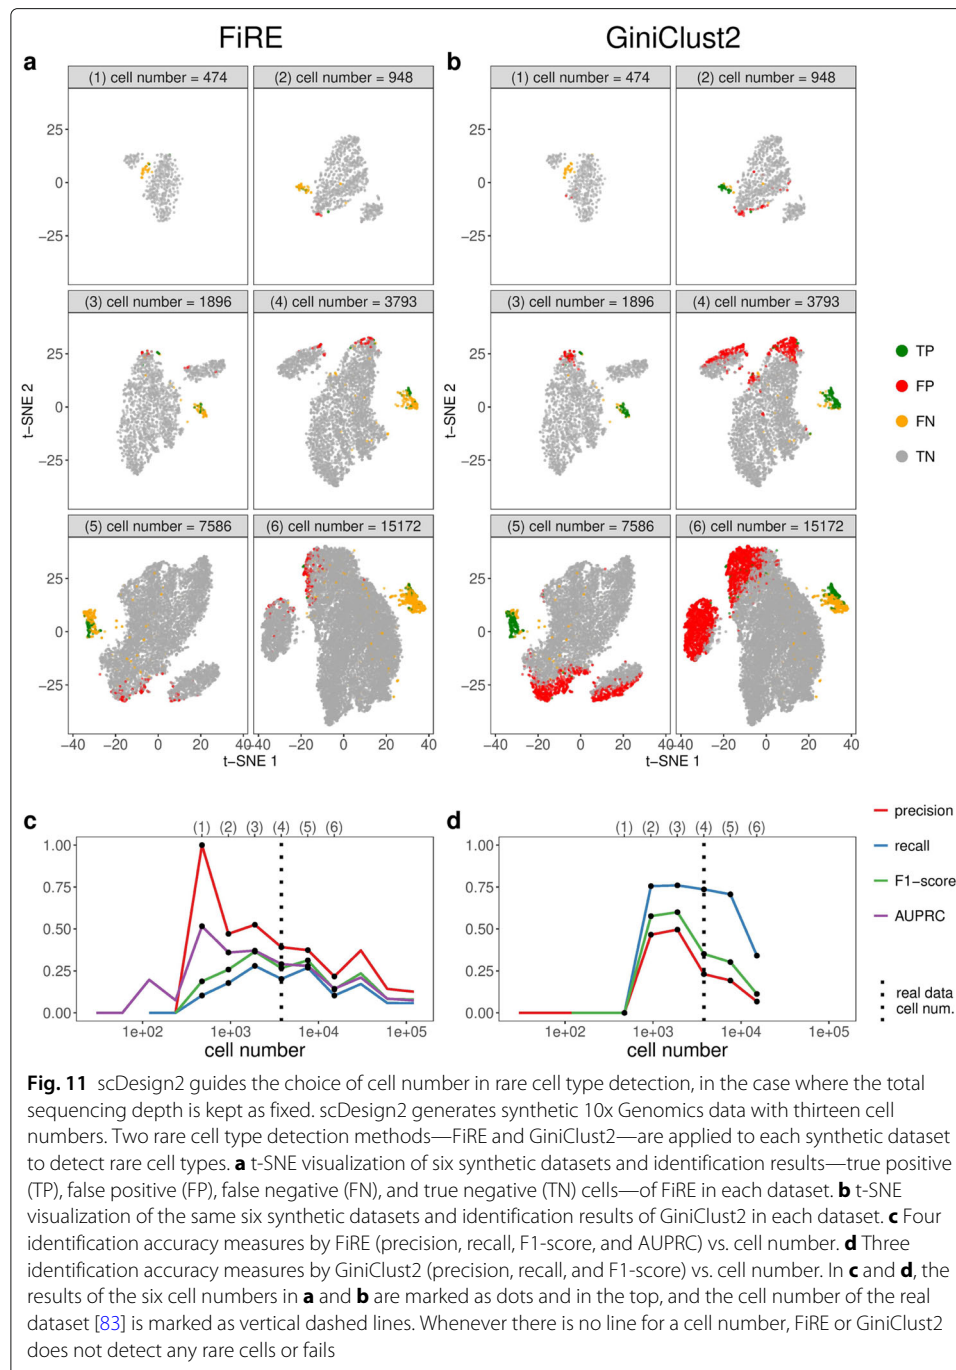 FiRE
GiniClust2
a
b
(1) cell number = 474
(2) cell number = 948
(1) cell number = 474
(2) cell number = 948
25
0
−25
25
0
−25
(3) cell number = 1896
(4) cell number = 3793
(3) cell number = 1896
(4) cell number = 3793
25
0
−25
25
0
−25
t−SNE 2
t−SNE 2
TP
FP
FN
TN
(5) cell number = 7586
(6) cell number = 15172
(5) cell number = 7586
(6) cell number = 15172
25
0
−25
25
0
−25
−40 −20 0 20 40 −40 −20 0 20 40
−40 −20 0 20 40 −40 −20 0 20 40
t−SNE 1
t−SNE 1
c
d
(1) (2) (3) (4) (5) (6)
(1) (2) (3) (4) (5) (6)
1.00
0.75
0.50
0.25
0.00
1.00
0.75
0.50
0.25
0.00
1e+02 1e+03 1e+04 1e+05
1e+02 1e+03 1e+04 1e+05
cell number
cell number
precision
recall
F1−score
AUPRC
real data
cell num.
Fig. 11 scDesign2 guides the choice of cell number in rare cell type detection, in the case where the total
sequencing depth is kept as fixed. scDesign2 generates synthetic 10x Genomics data with thirteen cell
numbers. Two rare cell type detection methods—FiRE and GiniClust2—are applied to each synthetic dataset
to detect rare cell types. a t-SNE visualization of six synthetic datasets and identification results—true positive
(TP), false positive (FP), false negative (FN), and true negative (TN) cells—of FiRE in each dataset. b t-SNE
visualization of the same six synthetic datasets and identification results of GiniClust2 in each dataset. c Four
identification accuracy measures by FiRE (precision, recall, F1-score, and AUPRC) vs. cell number. d Three
identification accuracy measures by GiniClust2 (precision, recall, and F1-score) vs. cell number. In c and d, the
results of the six cell numbers in a and b are marked as dots and in the top, and the cell number of the real
dataset [83] is marked as vertical dashed lines. Whenever there is no line for a cell number, FiRE or GiniClust2
does not detect any rare cells or fails